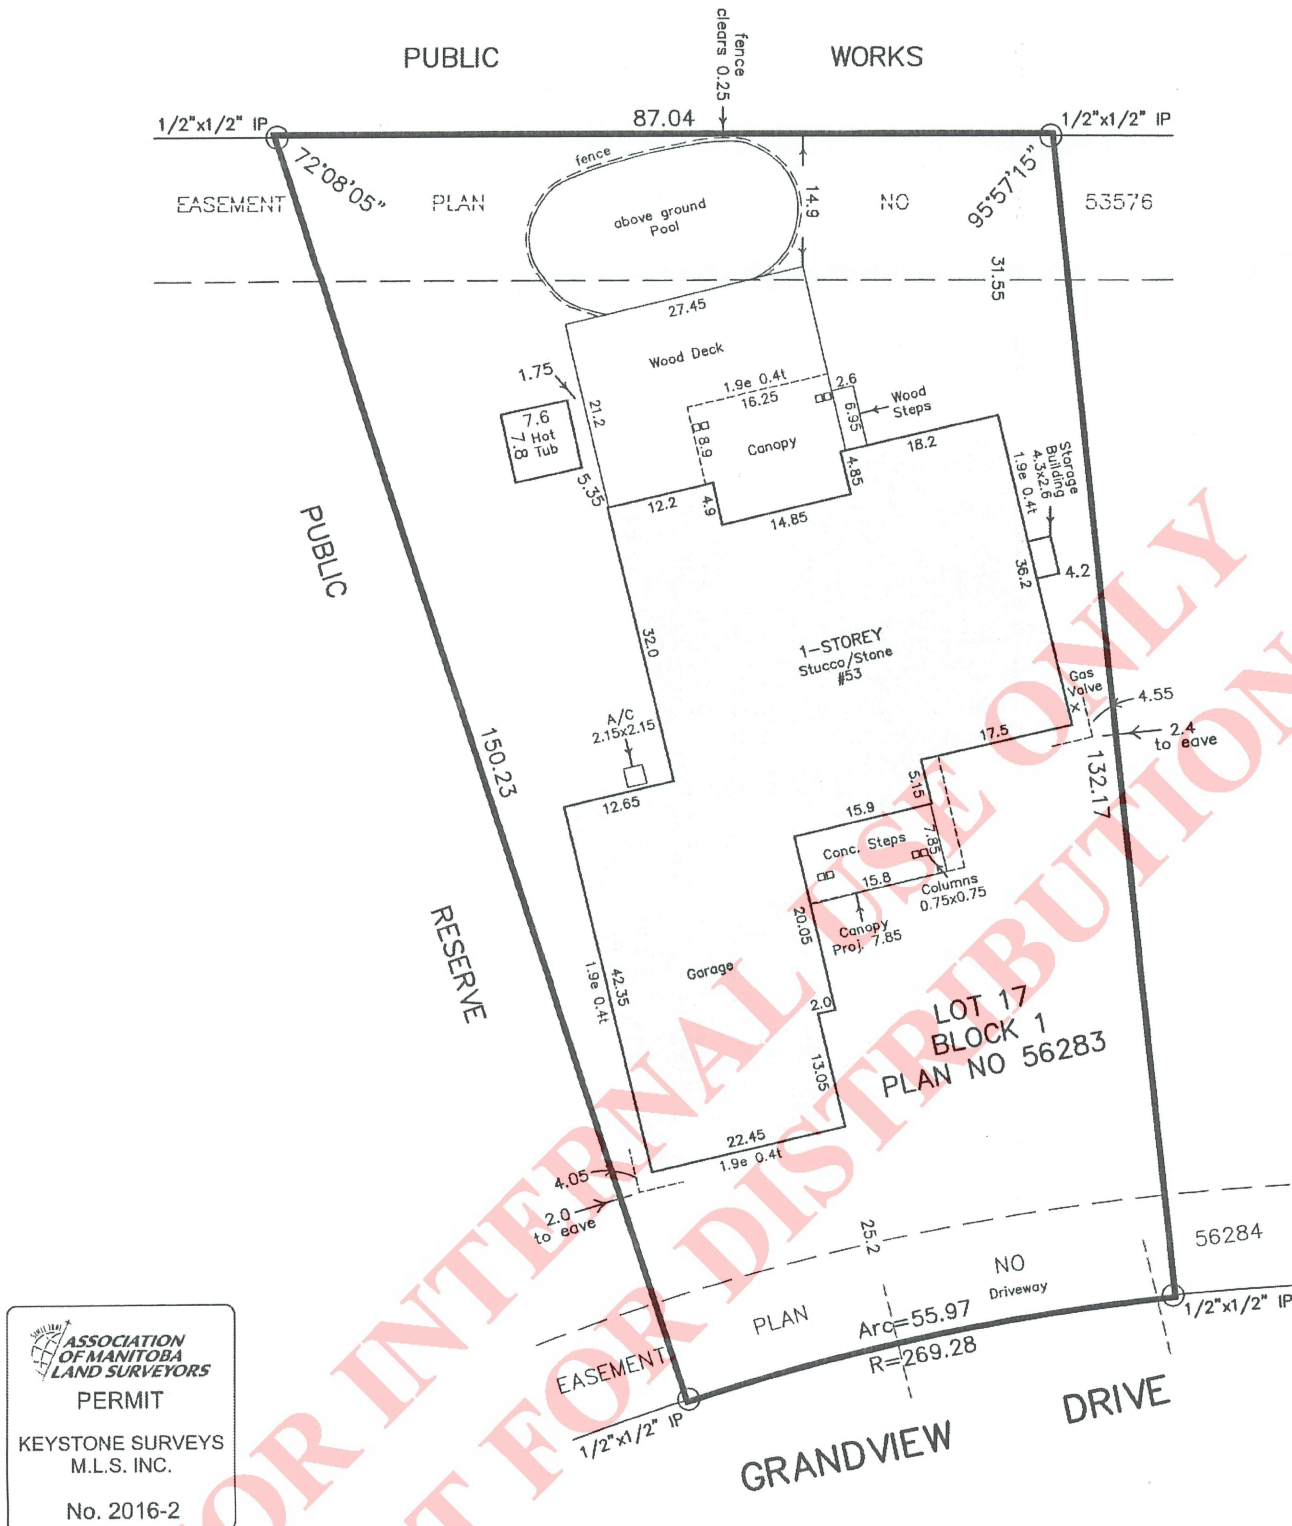 fence
clears 0.25
PUBLIC
WORKS
1/2"x1/2" IP
87.04
1/2"x1/2" IP
72°08'05"
fence
14.9
95°57'15"
EASEMENT
PLAN
NO
53576
above ground
Pool
31.55
27.45
Wood Deck
1.75
21.2
1.9e 0.4t
16.25
2.6
6.95
Wood
Steps
7.6
7.8
Hot
Tub
8.9
Canopy
18.2
Storage
Building
4.3x2.6
1.9e 0.4t
5.35
12.2
4.9
14.85
4.85
36.2
4.2
PUBLIC
32.0
1-STOREY
Stucco/Stone
#53
Gas
Valve
x
4.55
2.4
to eave
150.23
A/C
2.15x2.15
17.5
132.17
12.65
5.15
15.9
Conc. Steps
7.85
15.8
Columns
0.75x0.75
20.05
Canopy
Proj. 7.85
RESERVE
42.35
1.9e 0.4t
Garage
2.0
13.05
LOT 17
BLOCK 1
PLAN NO 56283
22.45
1.9e 0.4t
4.05
2.0
to eave
25.2
56284
NO
Driveway
PLAN
Arc=55.97
R=269.28
EASEMENT
1/2"x1/2" IP
1/2"x1/2" IP
GRANDVIEW
DRIVE
ASSOCIATION
OF MANITOBA
LAND SURVEYORS
PERMIT
KEYSTONE SURVEYS
M.L.S. INC.
No. 2016-2
OR INTERNAL USE ONLY
T FOR DISTRIBUTION